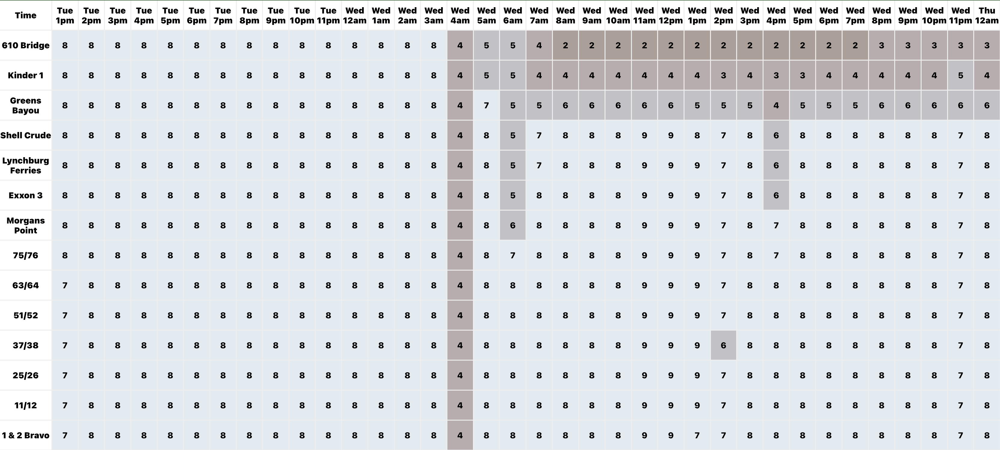 Time Tue 1pm Tue 2pm Tue 3pm Tue 4pm Tue 5pm Tue 6pm Tue 7pm Tue 8pm Tue 9pm Tue 10pm Tue 11pm Wed 12am Wed 1am Wed 2am Wed 3am Wed 4am Wed 5am Wed 6am Wed 7am Wed 8am Wed 9am Wed 10am Wed 11am Wed 12pm Wed 1pm Wed 2pm Wed 3pm Wed 4pm Wed 5pm Wed 6pm Wed 7pm Wed 8pm Wed 9pm Wed 10pm Wed 11pm Thu 12am
610 Bridge 8 8 8 8 8 8 8 8 8 8 8 8 8 8 8 4 5 5 4 2 2 2 2 2 2 2 2 2 2 2 2 3 3 3 3 3
Kinder 1 8 8 8 8 8 8 8 8 8 8 8 8 8 8 8 4 5 5 4 4 4 4 4 4 4 3 4 3 3 4 4 4 4 4 5 4
Greens Bayou 8 8 8 8 8 8 8 8 8 8 8 8 8 8 8 4 7 5 5 6 6 6 6 6 5 5 5 4 5 5 5 6 6 6 6 6
Shell Crude 8 8 8 8 8 8 8 8 8 8 8 8 8 8 8 4 8 5 7 8 8 8 9 9 8 7 8 6 8 8 8 8 8 8 7 8
Lynchburg Ferries 8 8 8 8 8 8 8 8 8 8 8 8 8 8 8 4 8 5 7 8 8 8 9 9 9 7 8 6 8 8 8 8 8 8 7 8
Exxon 3 8 8 8 8 8 8 8 8 8 8 8 8 8 8 8 4 8 5 8 8 8 8 9 9 9 7 8 6 8 8 8 8 8 8 7 8
Morgans Point 8 8 8 8 8 8 8 8 8 8 8 8 8 8 8 4 8 6 8 8 8 8 9 9 9 7 8 7 8 8 8 8 8 8 7 8
75/76 8 8 8 8 8 8 8 8 8 8 8 8 8 8 8 4 8 7 8 8 8 8 9 9 9 7 8 7 8 8 8 8 8 8 7 8
63/64 7 8 8 8 8 8 8 8 8 8 8 8 8 8 8 4 8 8 8 8 8 8 9 9 9 7 8 8 8 8 8 8 8 8 7 8
51/52 7 8 8 8 8 8 8 8 8 8 8 8 8 8 8 4 8 8 8 8 8 8 9 9 9 7 8 8 8 8 8 8 8 8 7 8
37/38 7 8 8 8 8 8 8 8 8 8 8 8 8 8 8 4 8 8 8 8 8 8 9 9 9 6 8 8 8 8 8 8 8 8 7 8
25/26 7 8 8 8 8 8 8 8 8 8 8 8 8 8 8 4 8 8 8 8 8 8 9 9 9 7 8 8 8 8 8 8 8 8 7 8
11/12 7 8 8 8 8 8 8 8 8 8 8 8 8 8 8 4 8 8 8 8 8 8 9 9 9 7 8 8 8 8 8 8 8 8 7 8
1 & 2 Bravo 7 8 8 8 8 8 8 8 8 8 8 8 8 8 8 4 8 8 8 8 8 8 9 9 7 7 8 8 8 8 8 8 8 8 7 8